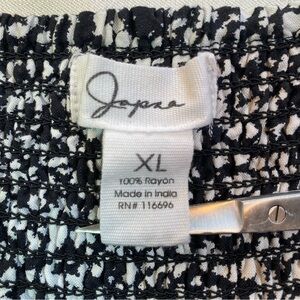 Japna
XL
100% Rayon
Made in India
RN# 116696